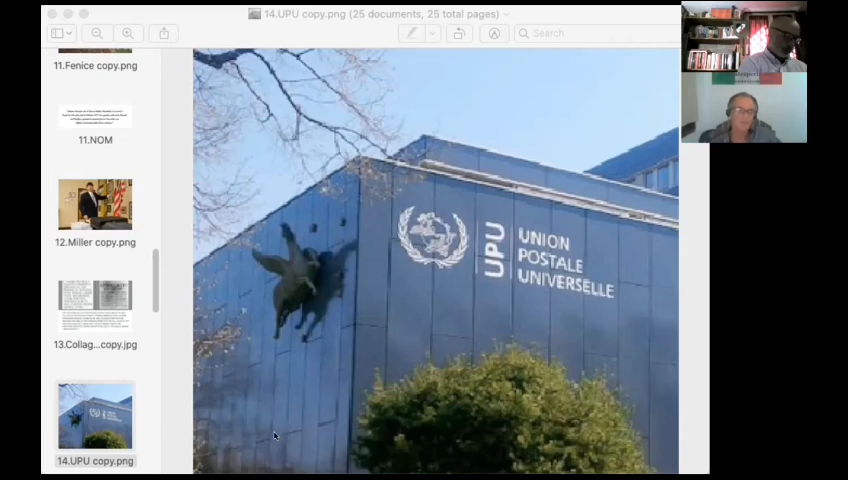 14.UPU copy.png (25 documents, 25 total pages)
Search
11.Fenice copy.png
11.NOM
12.Miller copy.png
13.Collag...copy.jpg
14.UPU copy.png
UPU
UNION
POSTALE
UNIVERSELLE